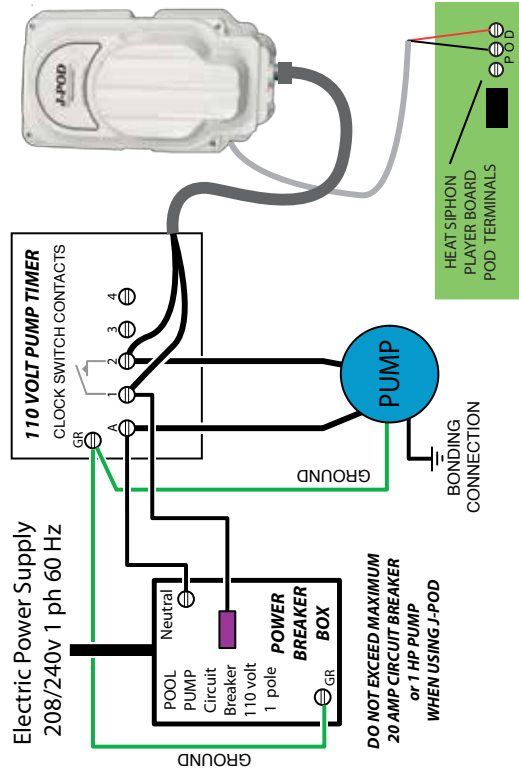 Electric Power Supply
208/240v 1 ph 60 Hz
GROUND
POOL
PUMP
Circuit
Breaker
110 volt
1 pole
Neutral
POWER
BREAKER
BOX
GR
DO NOT EXCEED MAXIMUM
20 AMP CIRCUIT BREAKER
or 1 HP PUMP
WHEN USING J-POD
110 VOLT PUMP TIMER
CLOCK SWITCH CONTACTS
GR
A
1
2
3
4
GROUND
PUMP
BONDING
CONNECTION
J-POD
HEAT SIPHON
PLAYER BOARD
POD TERMINALS
P O D